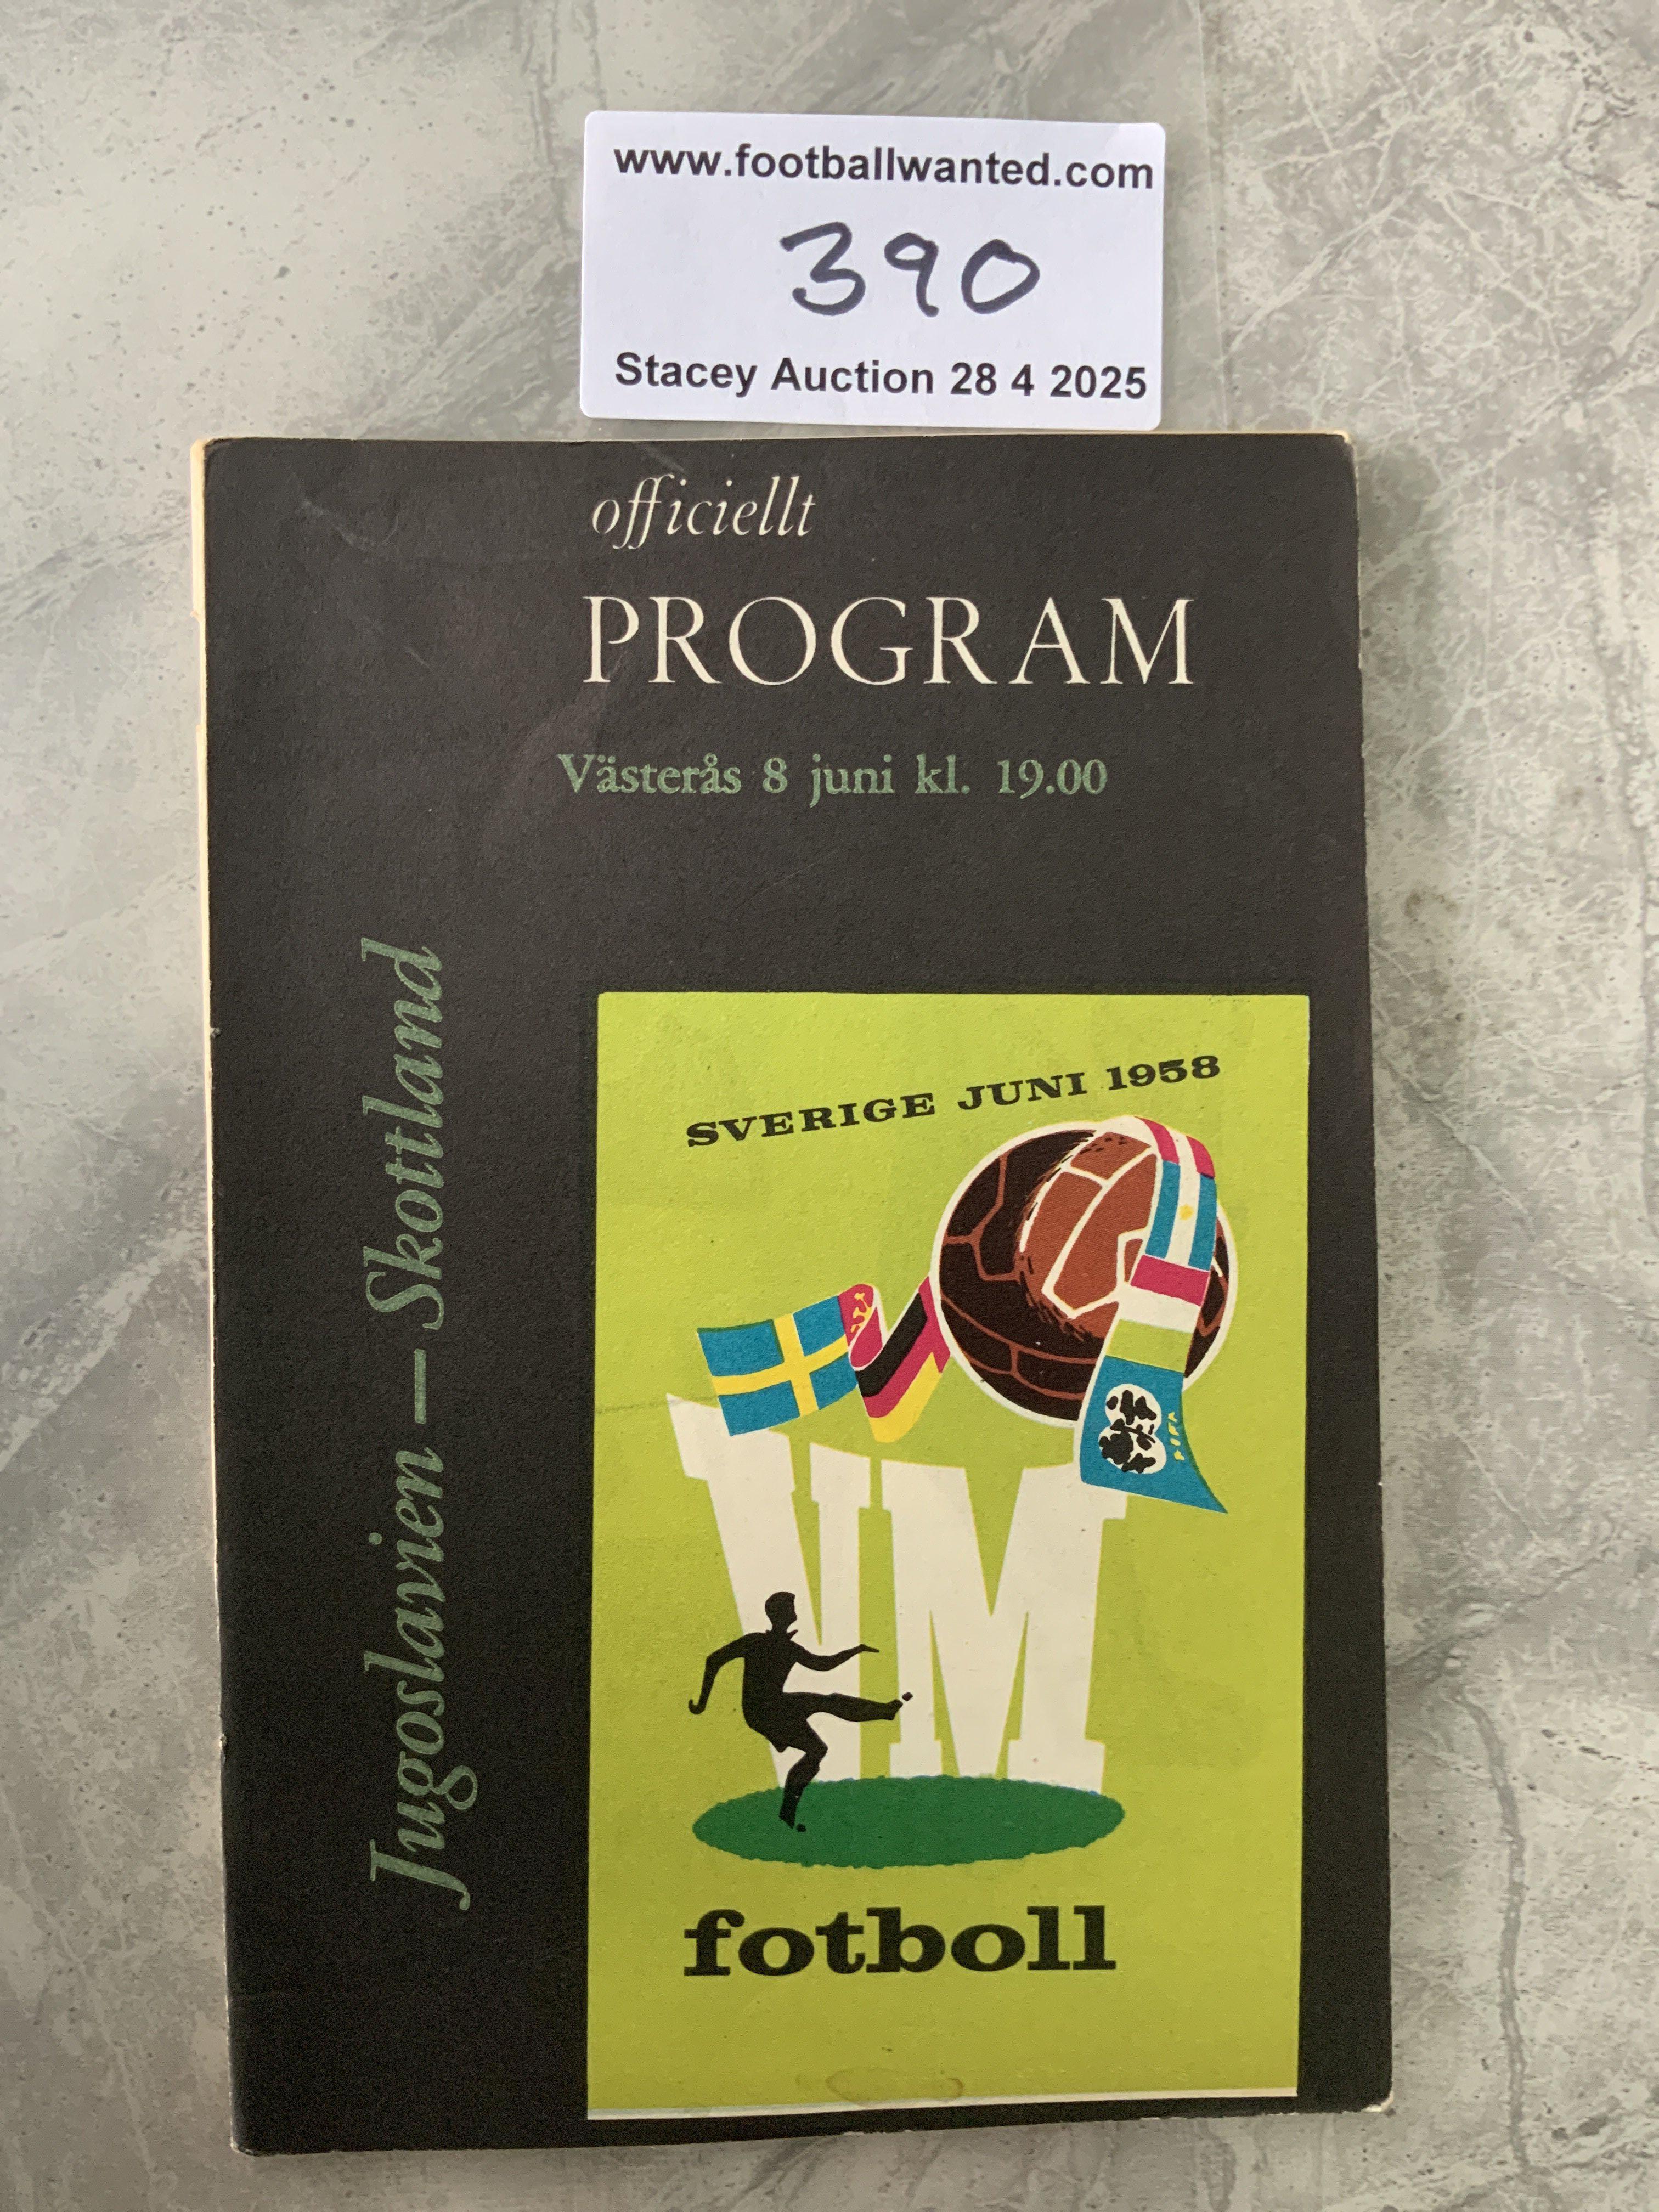 www.footballwanted.com
390
Stacey Auction 28 4 2025
officiellt
PROGRAM
Västerås 8 juni kl. 19.00
Jugoslavien — Skottland
SVERIGE JUNI 1958
VM
fotboll